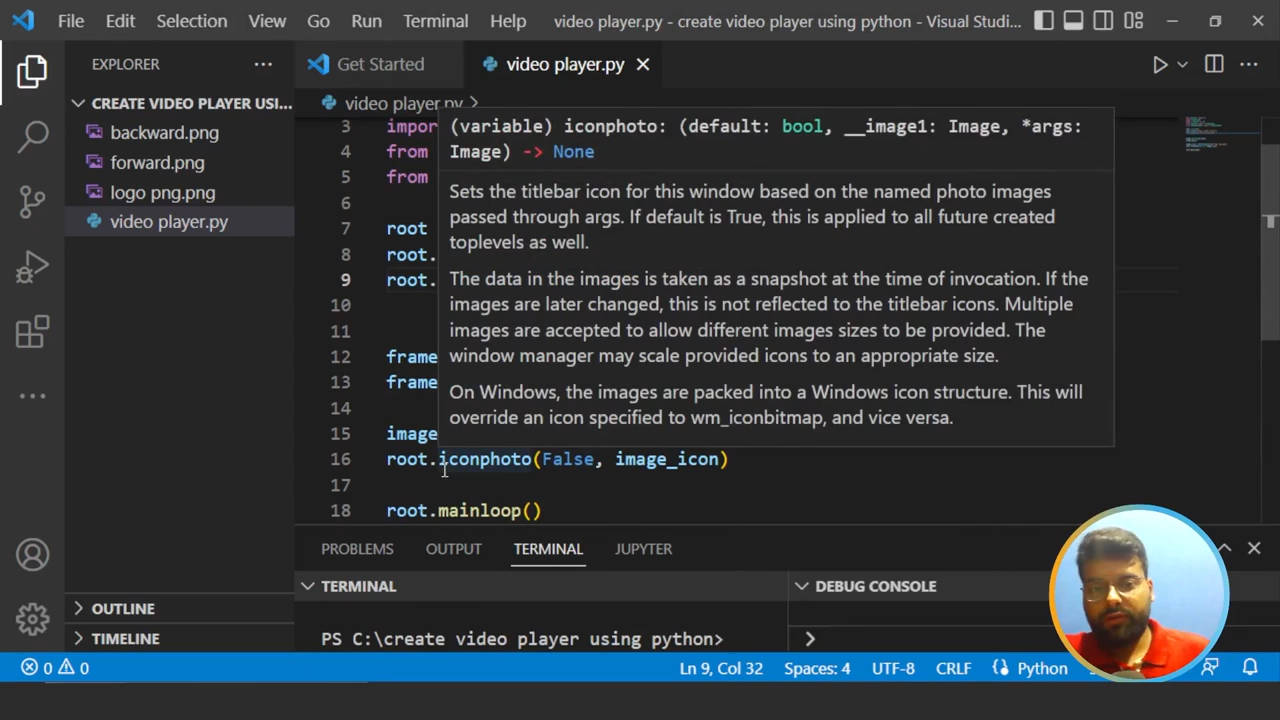 File Edit Selection View Go Run Terminal Help video player.py - create video player using python - Visual Studi...
EXPLORER
Get Started
video player.py
CREATE VIDEO PLAYER USI...
backward.png
forward.png
logo png.png
video player.py
OUTLINE
TIMELINE
video player.py
(variable) iconphoto: (default: bool, __image1: Image, *args:
Image) -> None
Sets the titlebar icon for this window based on the named photo images
passed through args. If default is True, this is applied to all future created
toplevels as well.
The data in the images is taken as a snapshot at the time of invocation. If the
images are later changed, this is not reflected to the titlebar icons. Multiple
images are accepted to allow different images sizes to be provided. The
window manager may scale provided icons to an appropriate size.
On Windows, the images are packed into a Windows icon structure. This will
override an icon specified to wm_iconbitmap, and vice versa.
3 impor
4 from
5 from
6
7 root
8 root.
9 root.
10
11
12 frame
13 frame
14
15 image
16 root.iconphoto(False, image_icon)
17
18 root.mainloop()
PROBLEMS OUTPUT TERMINAL JUPYTER
TERMINAL
PS C:\create video player using python>
DEBUG CONSOLE
0 0 Ln 9, Col 32 Spaces: 4 UTF-8 CRLF Python